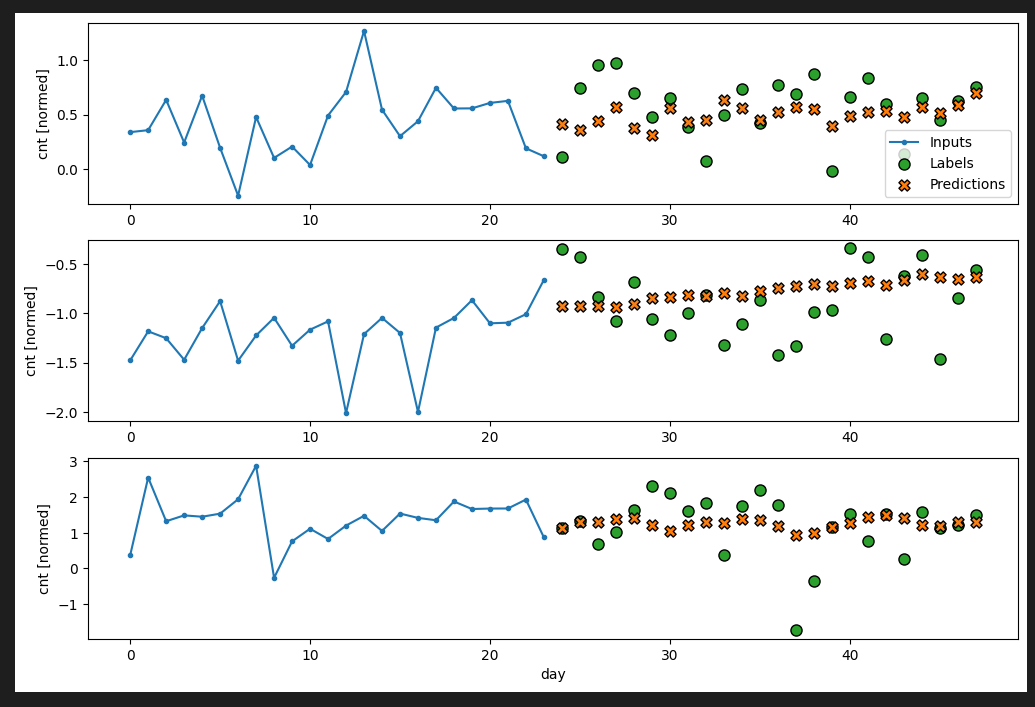 cnt [normed]
1.0
0.5
0.0
0 10 20 30 40
Inputs
Labels
Predictions
cnt [normed]
−0.5
−1.0
−1.5
−2.0
0 10 20 30 40
cnt [normed]
3
2
1
0
−1
0 10 20 30 40
day